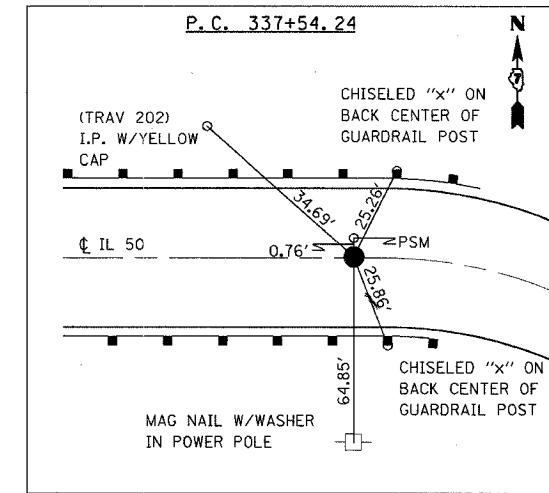 P.C. 337+54.24
N
7
CHISELED "x" ON
BACK CENTER OF
GUARDRAIL POST
(TRAV 202)
I.P. W/YELLOW
CAP
34.69'
25.26'
℄ IL 50
0.76'
PSM
25.86'
64.85'
CHISELED "x" ON
BACK CENTER OF
GUARDRAIL POST
MAG NAIL W/WASHER
IN POWER POLE